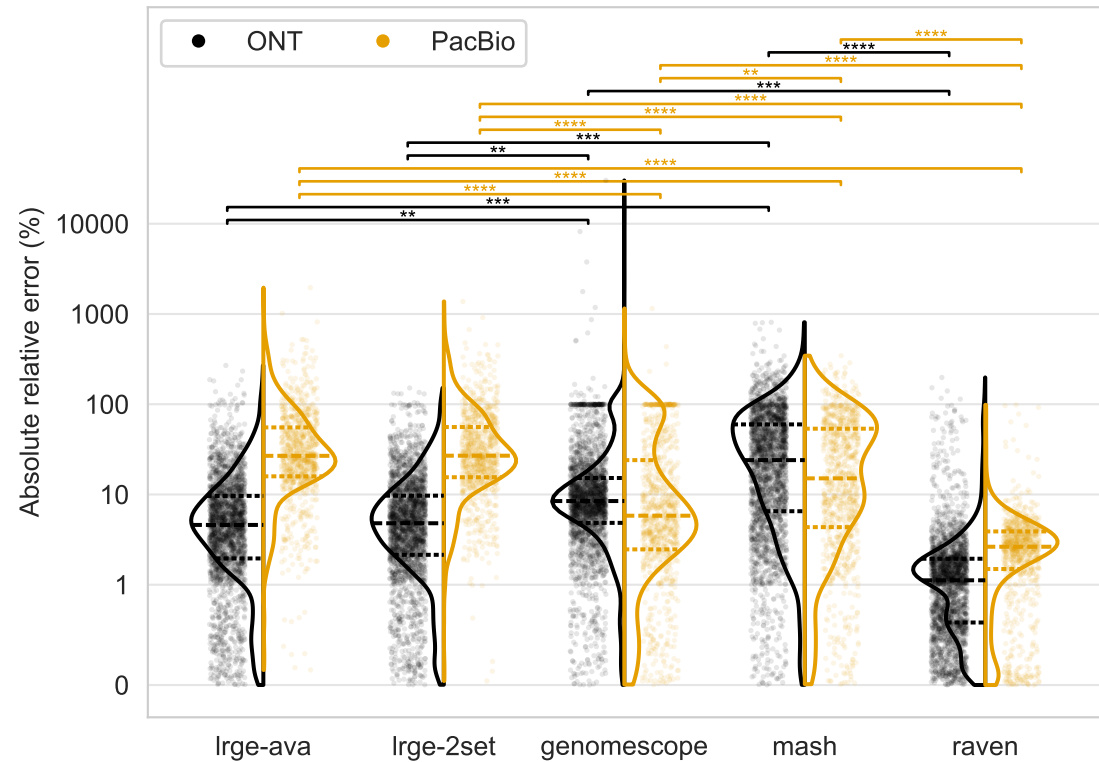 ONT
PacBio
****
****
****
**
***
****
****
****
***
**
****
****
****
***
**
Absolute relative error (%)
10000
1000
100
10
1
0
lrge-ava
lrge-2set
genomescope
mash
raven